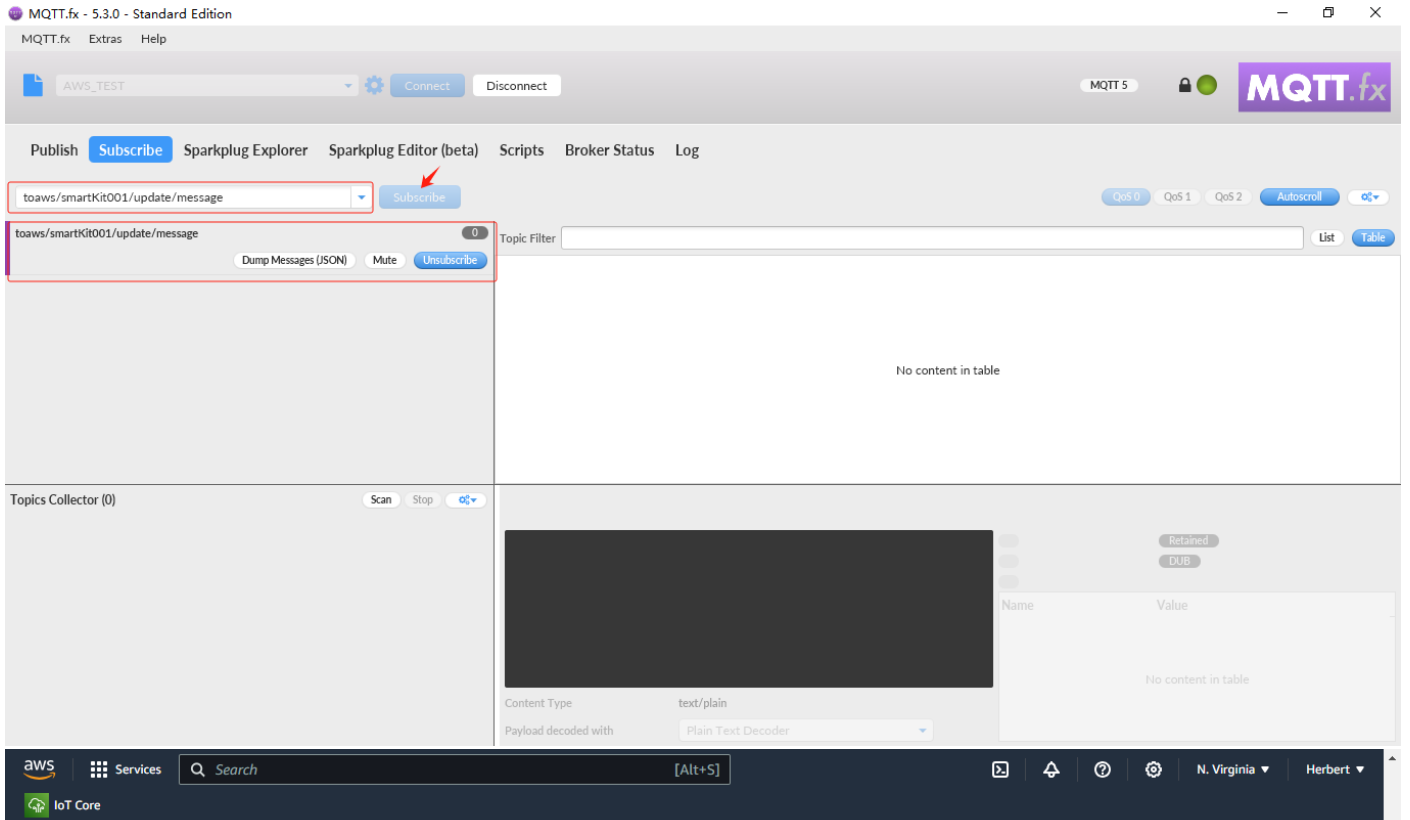 MQTT.fx - 5.3.0 - Standard Edition
MQTT.fx Extras Help
AWS_TEST Connect Disconnect MQTT 5 MQTT.fx
Publish Subscribe Sparkplug Explorer Sparkplug Editor (beta) Scripts Broker Status Log
toaws/smartKit001/update/message Subscribe QoS 0 QoS 1 QoS 2 Autoscroll
toaws/smartKit001/update/message 0
Topic Filter List Table
Dump Messages (JSON) Mute Unsubscribe
No content in table
Topics Collector (0) Scan Stop
Retained
DUB
Name Value
No content in table
Content Type text/plain
Payload decoded with Plain Text Decoder
aws Services Search [Alt+S] N. Virginia Herbert
IoT Core